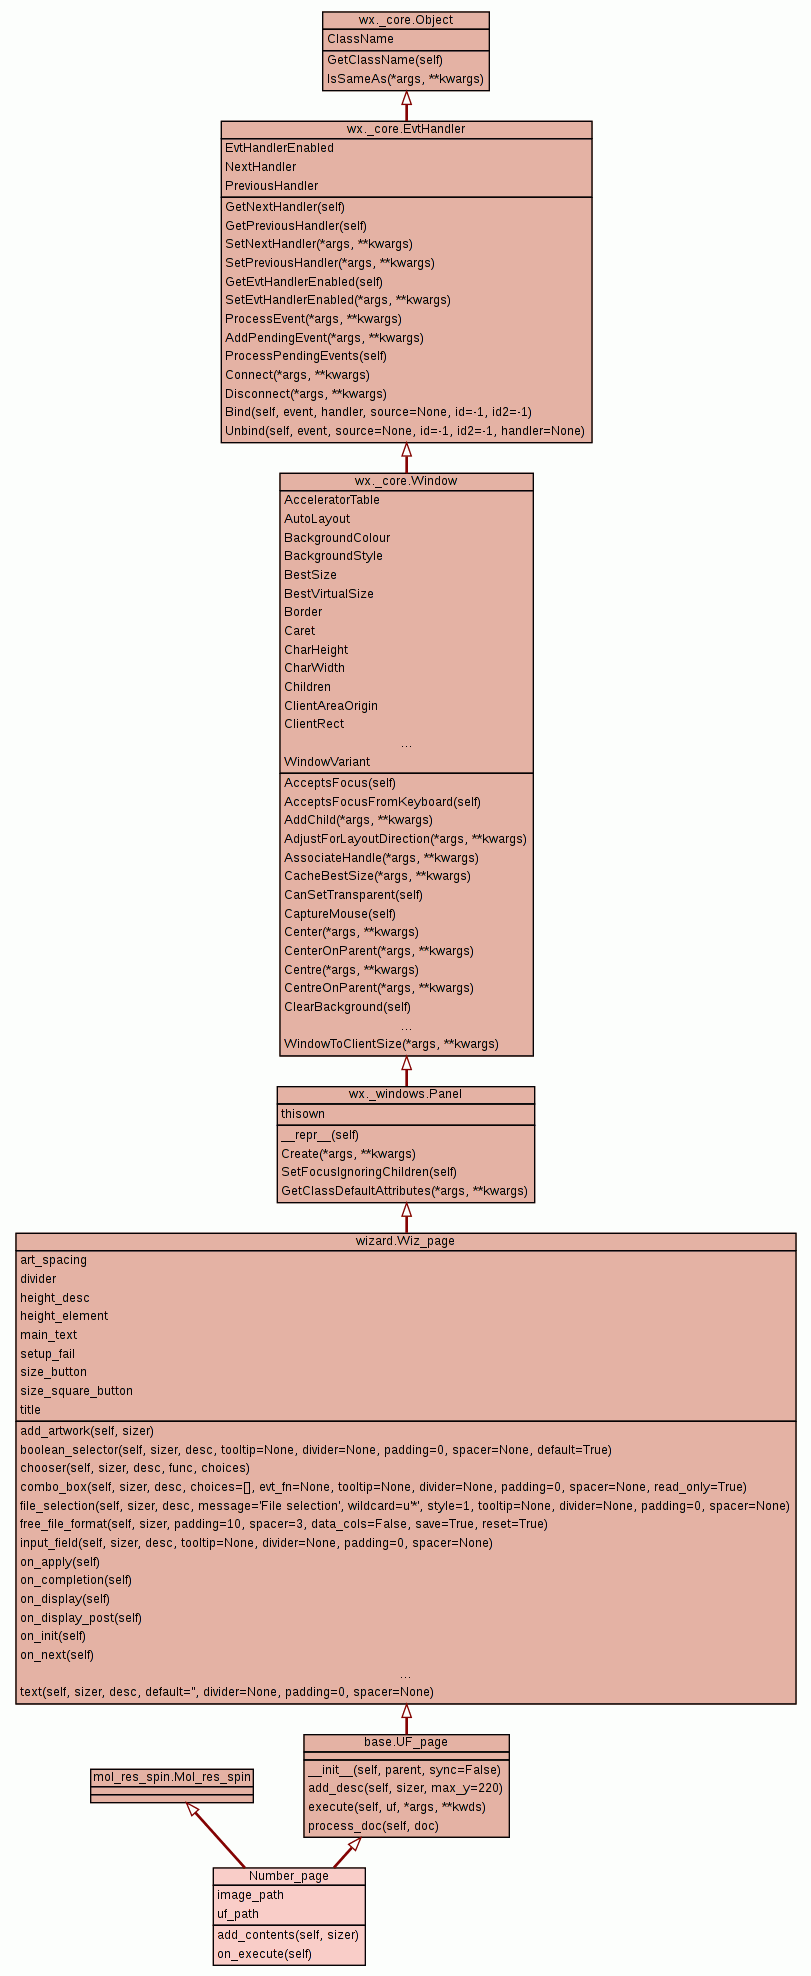 wx._core.Object
ClassName
GetClassName(self)
IsSameAs(*args, **kwargs)
wx._core.EvtHandler
EvtHandlerEnabled
NextHandler
PreviousHandler
GetNextHandler(self)
GetPreviousHandler(self)
SetNextHandler(*args, **kwargs)
SetPreviousHandler(*args, **kwargs)
GetEvtHandlerEnabled(self)
SetEvtHandlerEnabled(*args, **kwargs)
ProcessEvent(*args, **kwargs)
AddPendingEvent(*args, **kwargs)
ProcessPendingEvents(self)
Connect(*args, **kwargs)
Disconnect(*args, **kwargs)
Bind(self, event, handler, source=None, id=-1, id2=-1)
Unbind(self, event, source=None, id=-1, id2=-1, handler=None)
wx._core.Window
AcceleratorTable
AutoLayout
BackgroundColour
BackgroundStyle
BestSize
BestVirtualSize
Border
Caret
CharHeight
CharWidth
Children
ClientAreaOrigin
ClientRect
...
WindowVariant
AcceptsFocus(self)
AcceptsFocusFromKeyboard(self)
AddChild(*args, **kwargs)
AdjustForLayoutDirection(*args, **kwargs)
AssociateHandle(*args, **kwargs)
CacheBestSize(*args, **kwargs)
CanSetTransparent(self)
CaptureMouse(self)
Center(*args, **kwargs)
CenterOnParent(*args, **kwargs)
Centre(*args, **kwargs)
CentreOnParent(*args, **kwargs)
ClearBackground(self)
...
WindowToClientSize(*args, **kwargs)
wx._windows.Panel
thisown
__repr__(self)
Create(*args, **kwargs)
SetFocusIgnoringChildren(self)
GetClassDefaultAttributes(*args, **kwargs)
wizard.Wiz_page
art_spacing
divider
height_desc
height_element
main_text
setup_fail
size_button
size_square_button
title
add_artwork(self, sizer)
boolean_selector(self, sizer, desc, tooltip=None, divider=None, padding=0, spacer=None, default=True)
chooser(self, sizer, desc, func, choices)
combo_box(self, sizer, desc, choices=[], evt_fn=None, tooltip=None, divider=None, padding=0, spacer=None, read_only=True)
file_selection(self, sizer, desc, message='File selection', wildcard=u'*', style=1, tooltip=None, divider=None, padding=0, spacer=None)
free_file_format(self, sizer, padding=10, spacer=3, data_cols=False, save=True, reset=True)
input_field(self, sizer, desc, tooltip=None, divider=None, padding=0, spacer=None)
on_apply(self)
on_completion(self)
on_display(self)
on_display_post(self)
on_init(self)
on_next(self)
...
text(self, sizer, desc, default='', divider=None, padding=0, spacer=None)
base.UF_page
__init__(self, parent, sync=False)
add_desc(self, sizer, max_y=220)
execute(self, uf, *args, **kwds)
process_doc(self, doc)
mol_res_spin.Mol_res_spin
Number_page
image_path
uf_path
add_contents(self, sizer)
on_execute(self)